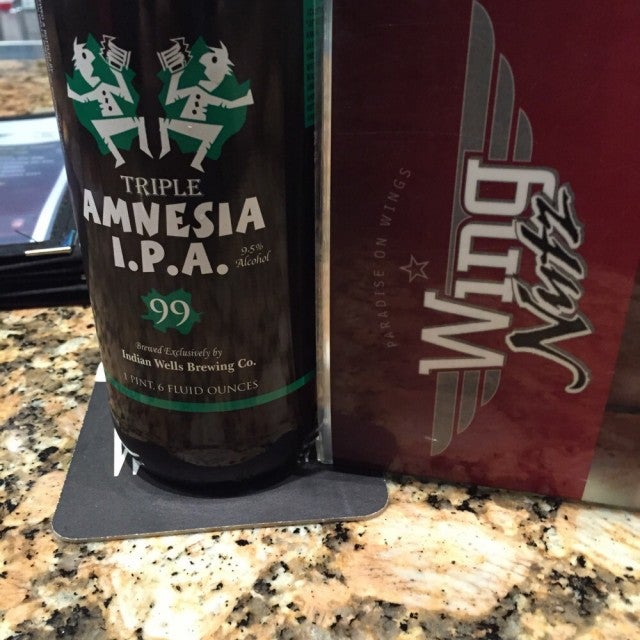 TRIPLE
AMNESIA
I.P.A.
9.5%
Alcohol
99
Brewed Exclusively by
Indian Wells Brewing Co.
1 PINT, 6 FLUID OUNCES
WiNg
Nutz
PARADISE ON WINGS